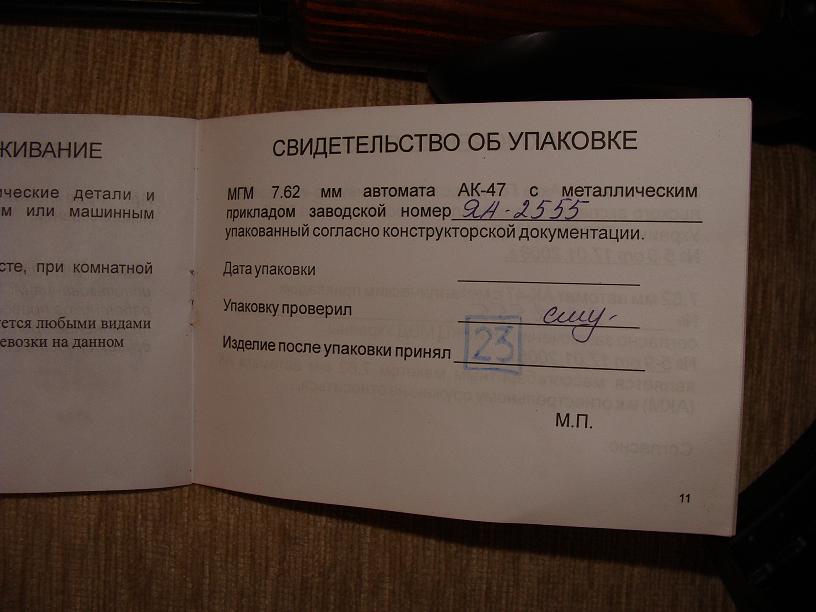 ЖИВАНИЕ
ческие детали и
м или машинным
сте, при комнатной
ется любыми видами
евозки на данном
СВИДЕТЕЛЬСТВО ОБ УПАКОВКЕ
МГМ 7.62 мм автомата АК-47 с металлическим
прикладом заводской номер ЯА-2555
упакованный согласно конструкторской документации.
Дата упаковки
Упаковку проверил
Изделие после упаковки принял 23
М.П.
11